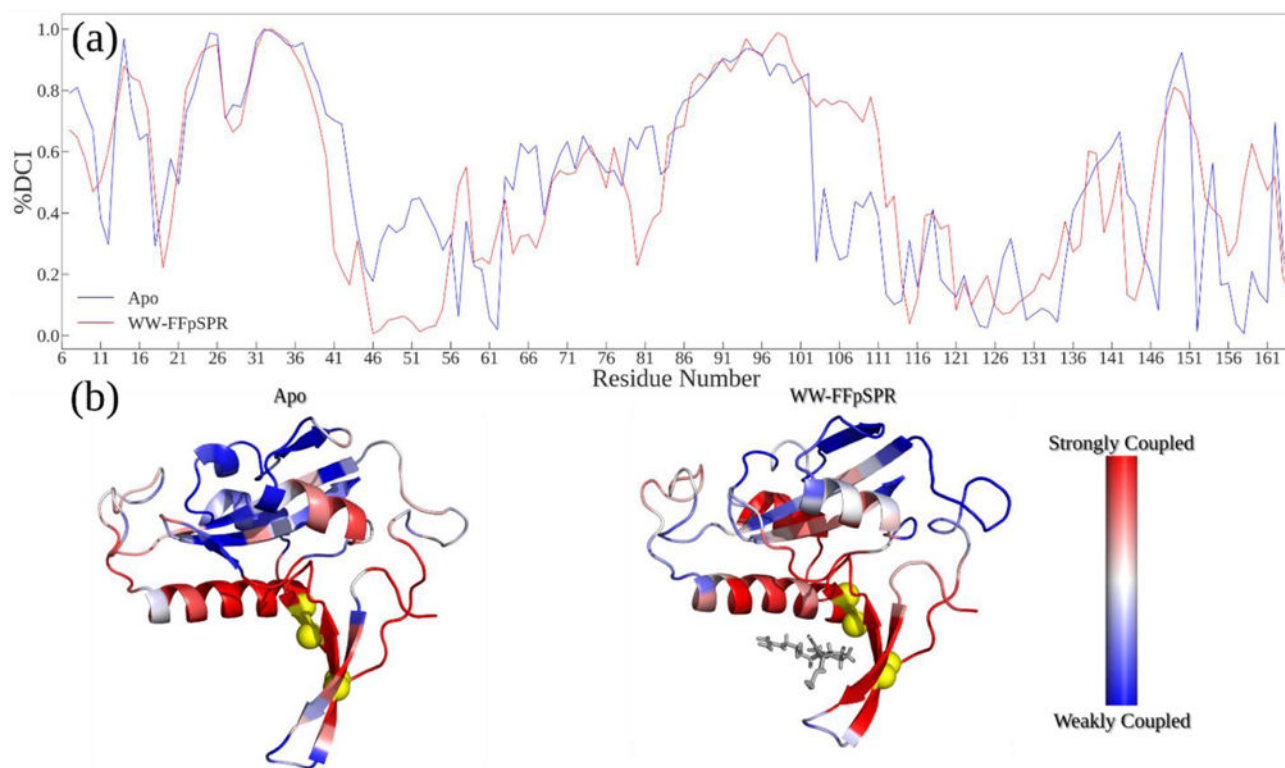 (a)
1.0
0.8
0.6
0.4
0.2
0.0
%DCI
Apo
WW-FFpSPR
6 11 16 21 26 31 36 41 46 51 56 61 66 71 76 81 86 91 96 101 106 111 116 121 126 131 136 141 146 151 156 161
Residue Number
(b)
Apo
WW-FFpSPR
Strongly Coupled
Weakly Coupled